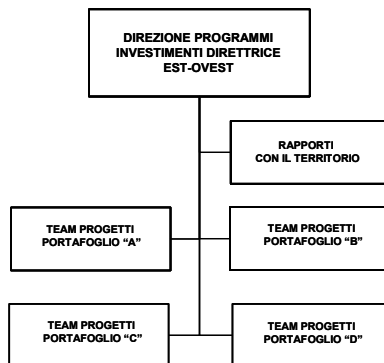 DIREZIONE PROGRAMMI
INVESTIMENTI DIRETTRICE
EST-OVEST
RAPPORTI
CON IL TERRITORIO
TEAM PROGETTI
PORTAFOGLIO “A”
TEAM PROGETTI
PORTAFOGLIO “B”
TEAM PROGETTI
PORTAFOGLIO “C”
TEAM PROGETTI
PORTAFOGLIO “D”